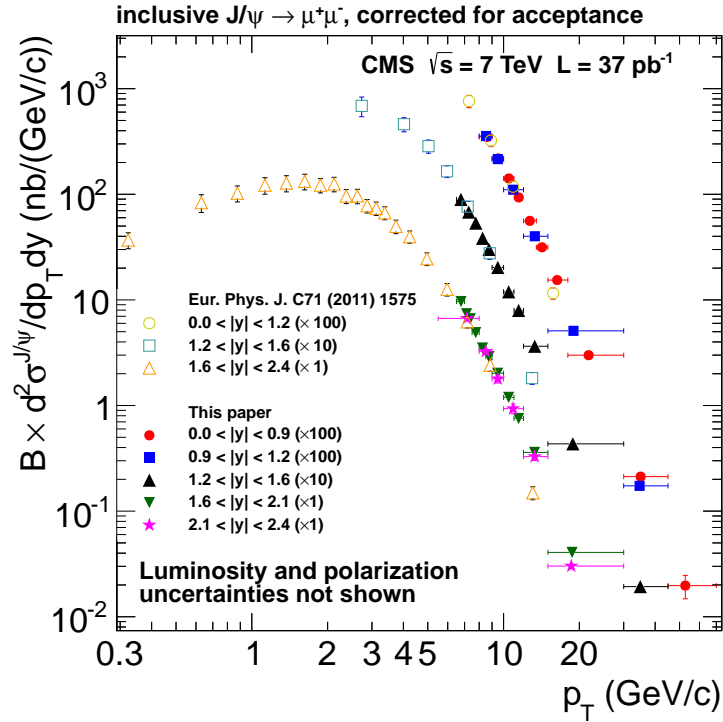 inclusive J/ψ → μ⁺μ⁻, corrected for acceptance
CMS √s = 7 TeV L = 37 pb⁻¹
B × d²σ^J/ψ/dp_T dy (nb/(GeV/c))
10³
10²
10
1
10⁻¹
10⁻²
Eur. Phys. J. C71 (2011) 1575
0.0 < |y| < 1.2 (× 100)
1.2 < |y| < 1.6 (× 10)
1.6 < |y| < 2.4 (× 1)
This paper
0.0 < |y| < 0.9 (×100)
0.9 < |y| < 1.2 (×100)
1.2 < |y| < 1.6 (×10)
1.6 < |y| < 2.1 (×1)
2.1 < |y| < 2.4 (×1)
Luminosity and polarization
uncertainties not shown
0.3 1 2 3 4 5 10 20
p_T (GeV/c)